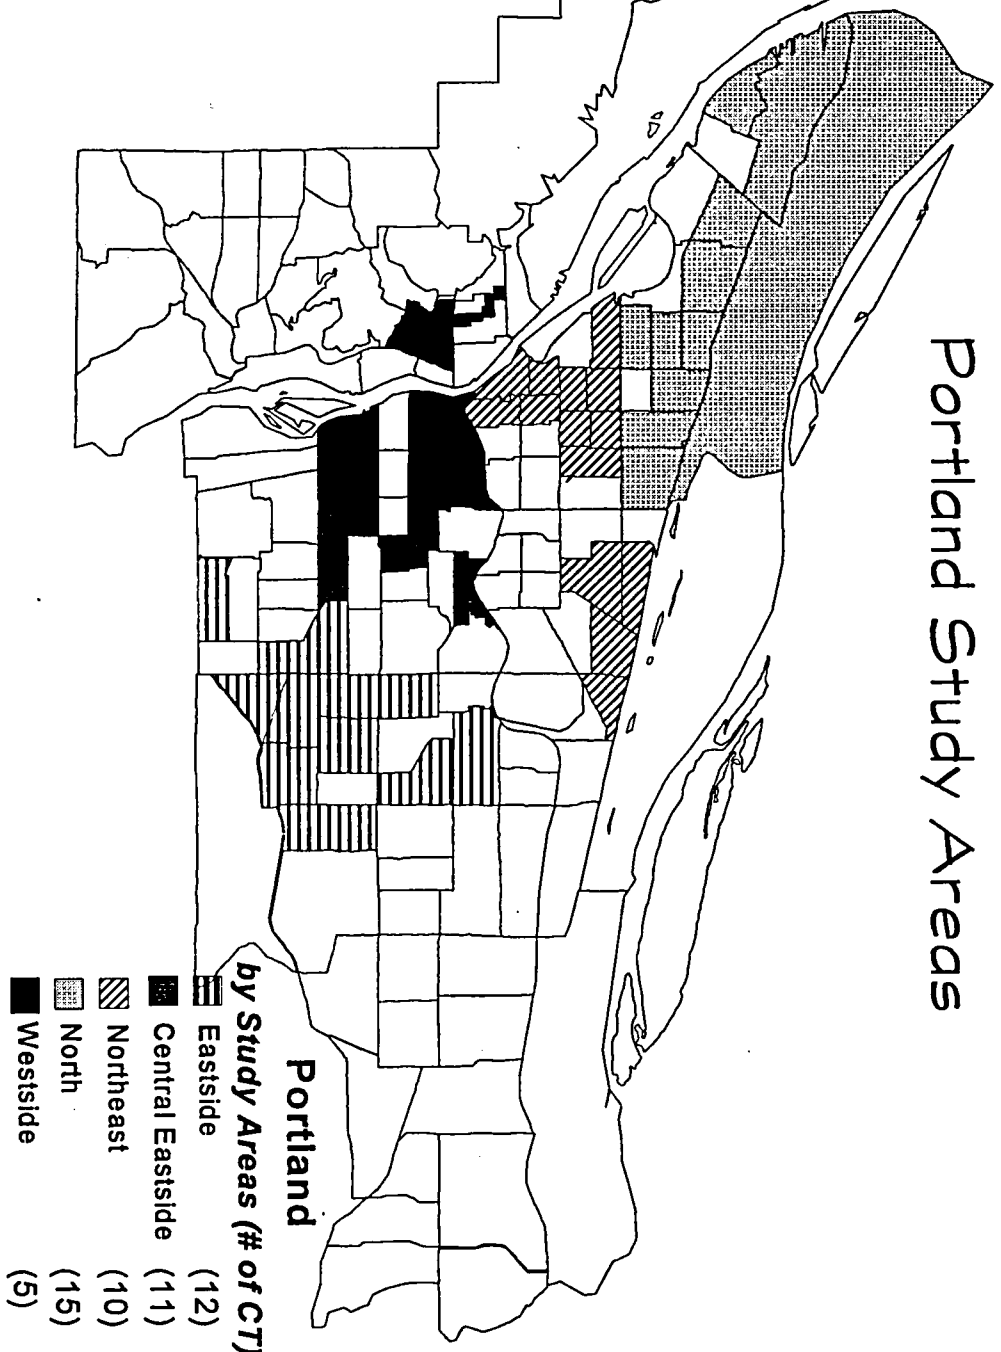 Portland Study Areas
Portland
by Study Areas (# of CT)
Eastside (12)
Central Eastside (11)
Northeast (10)
North (15)
Westside (5)